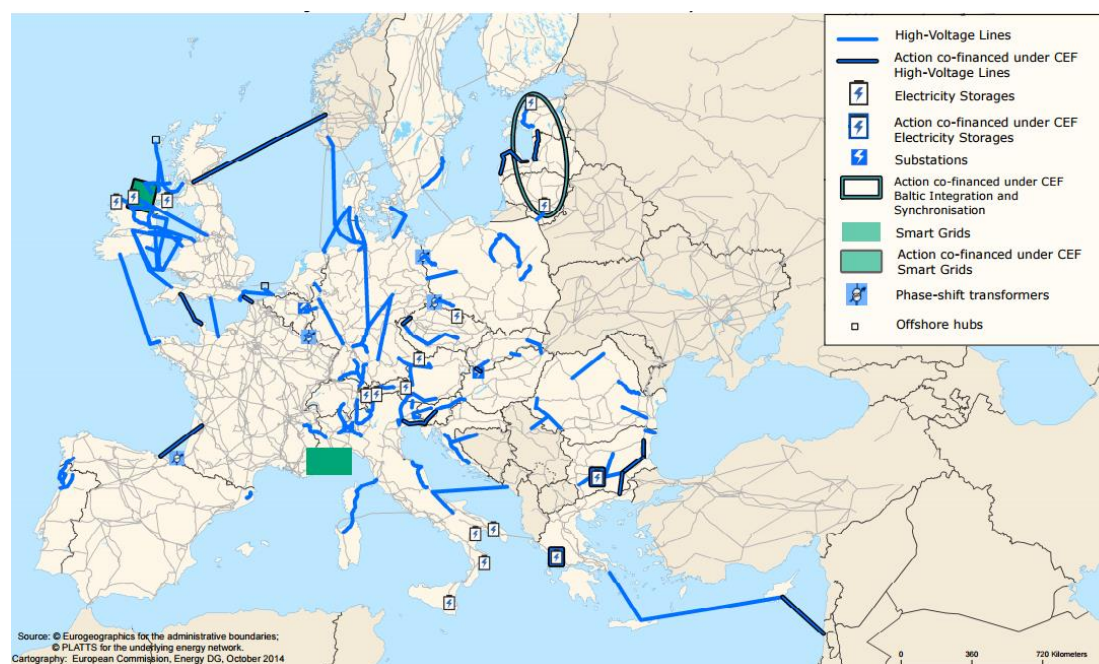 High-Voltage Lines
Action co-financed under CEF
High-Voltage Lines
Electricity Storages
Action co-financed under CEF
Electricity Storages
Substations
Action co-financed under CEF
Baltic Integration and
Synchronisation
Smart Grids
Action co-financed under CEF
Smart Grids
Phase-shift transformers
Offshore hubs
Source: © Eurogeographics for the administrative boundaries;
© PLATTS for the underlying energy network.
Cartography: European Commission, Energy DG, October 2014
0 360 720 Kilometers